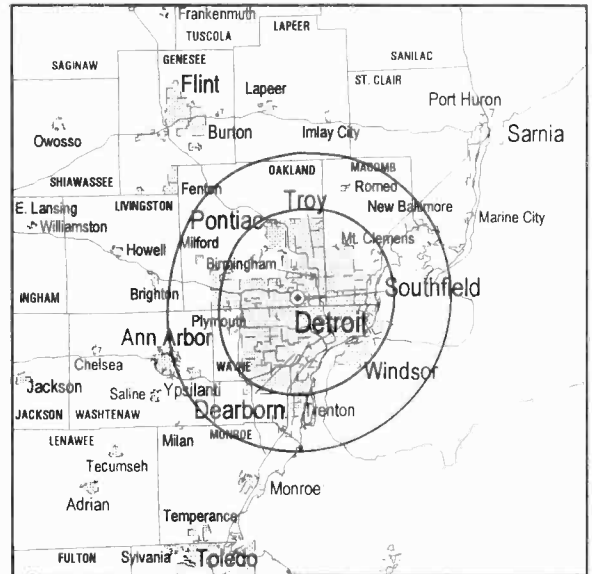 Frankenmuth
LAPEER
TUSCOLA
SAGINAW
GENESEE
SANILAC
Flint
Lapeer
ST. CLAIR
Port Huron
Owosso
Burton
Imlay City
Sarnia
SHIAWASSEE
Fenton
OAKLAND
MACOMB
Romeo
E. Lansing
LIVINGSTON
Troy
New Baltimore
Williamston
Pontiac
Marine City
Howell
Milford
Mt. Clemens
Birmingham
INGHAM
Brighton
Southfield
Plymouth
Detroit
Ann Arbor
Chelsea
WAYNE
Windsor
Jackson
Saline
Ypsilanti
JACKSON
WASHTENAW
Dearborn
Trenton
LENAWEE
Milan
MONROE
Tecumseh
Adrian
Monroe
Temperance
FULTON
Sylvania
Toledo